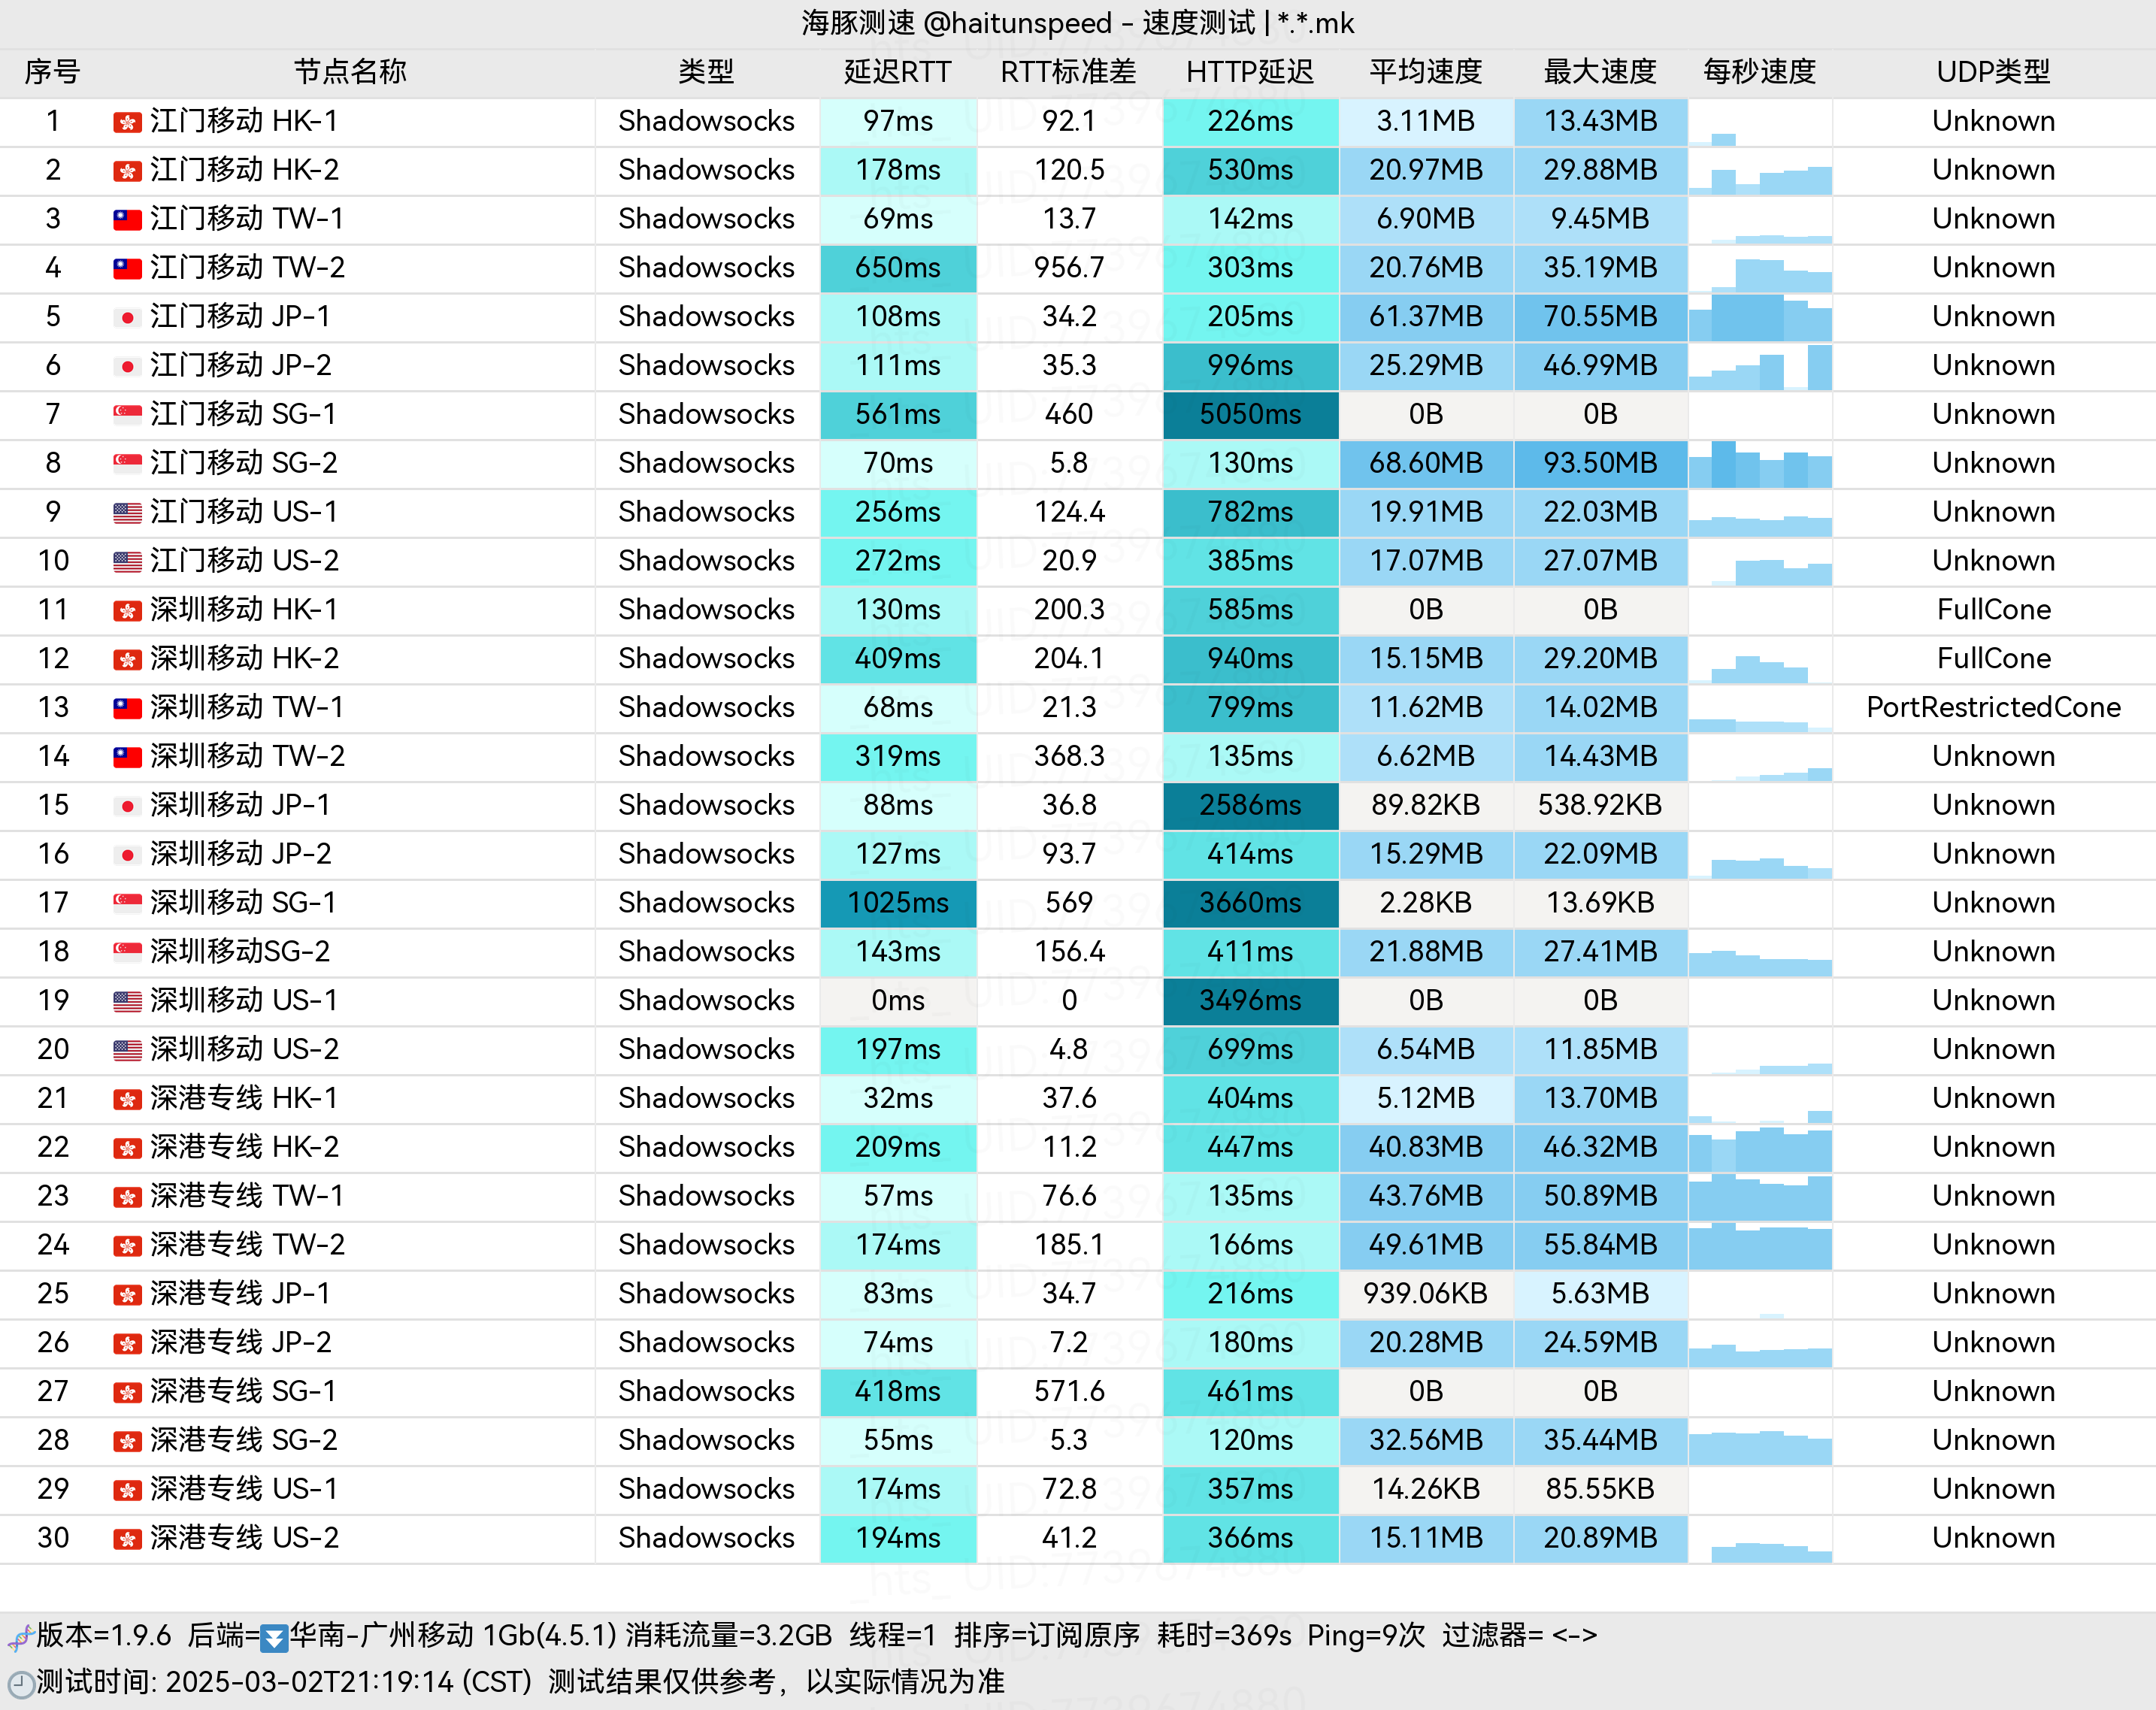 海豚测速 @haitunspeed - 速度测试 | *.*.mk
序号 节点名称 类型 延迟RTT RTT标准差 HTTP延迟 平均速度 最大速度 每秒速度 UDP类型
1 江门移动 HK-1 Shadowsocks 97ms 92.1 226ms 3.11MB 13.43MB Unknown
2 江门移动 HK-2 Shadowsocks 178ms 120.5 530ms 20.97MB 29.88MB Unknown
3 江门移动 TW-1 Shadowsocks 69ms 13.7 142ms 6.90MB 9.45MB Unknown
4 江门移动 TW-2 Shadowsocks 650ms 956.7 303ms 20.76MB 35.19MB Unknown
5 江门移动 JP-1 Shadowsocks 108ms 34.2 205ms 61.37MB 70.55MB Unknown
6 江门移动 JP-2 Shadowsocks 111ms 35.3 996ms 25.29MB 46.99MB Unknown
7 江门移动 SG-1 Shadowsocks 561ms 460 5050ms 0B 0B Unknown
8 江门移动 SG-2 Shadowsocks 70ms 5.8 130ms 68.60MB 93.50MB Unknown
9 江门移动 US-1 Shadowsocks 256ms 124.4 782ms 19.91MB 22.03MB Unknown
10 江门移动 US-2 Shadowsocks 272ms 20.9 385ms 17.07MB 27.07MB Unknown
11 深圳移动 HK-1 Shadowsocks 130ms 200.3 585ms 0B 0B FullCone
12 深圳移动 HK-2 Shadowsocks 409ms 204.1 940ms 15.15MB 29.20MB FullCone
13 深圳移动 TW-1 Shadowsocks 68ms 21.3 799ms 11.62MB 14.02MB PortRestrictedCone
14 深圳移动 TW-2 Shadowsocks 319ms 368.3 135ms 6.62MB 14.43MB Unknown
15 深圳移动 JP-1 Shadowsocks 88ms 36.8 2586ms 89.82KB 538.92KB Unknown
16 深圳移动 JP-2 Shadowsocks 127ms 93.7 414ms 15.29MB 22.09MB Unknown
17 深圳移动 SG-1 Shadowsocks 1025ms 569 3660ms 2.28KB 13.69KB Unknown
18 深圳移动SG-2 Shadowsocks 143ms 156.4 411ms 21.88MB 27.41MB Unknown
19 深圳移动 US-1 Shadowsocks 0ms 0 3496ms 0B 0B Unknown
20 深圳移动 US-2 Shadowsocks 197ms 4.8 699ms 6.54MB 11.85MB Unknown
21 深港专线 HK-1 Shadowsocks 32ms 37.6 404ms 5.12MB 13.70MB Unknown
22 深港专线 HK-2 Shadowsocks 209ms 11.2 447ms 40.83MB 46.32MB Unknown
23 深港专线 TW-1 Shadowsocks 57ms 76.6 135ms 43.76MB 50.89MB Unknown
24 深港专线 TW-2 Shadowsocks 174ms 185.1 166ms 49.61MB 55.84MB Unknown
25 深港专线 JP-1 Shadowsocks 83ms 34.7 216ms 939.06KB 5.63MB Unknown
26 深港专线 JP-2 Shadowsocks 74ms 7.2 180ms 20.28MB 24.59MB Unknown
27 深港专线 SG-1 Shadowsocks 418ms 571.6 461ms 0B 0B Unknown
28 深港专线 SG-2 Shadowsocks 55ms 5.3 120ms 32.56MB 35.44MB Unknown
29 深港专线 US-1 Shadowsocks 174ms 72.8 357ms 14.26KB 85.55KB Unknown
30 深港专线 US-2 Shadowsocks 194ms 41.2 366ms 15.11MB 20.89MB Unknown
版本=1.9.6 后端=华南-广州移动 1Gb(4.5.1) 消耗流量=3.2GB 线程=1 排序=订阅原序 耗时=369s Ping=9次 过滤器= <->
测试时间: 2025-03-02T21:19:14 (CST) 测试结果仅供参考，以实际情况为准